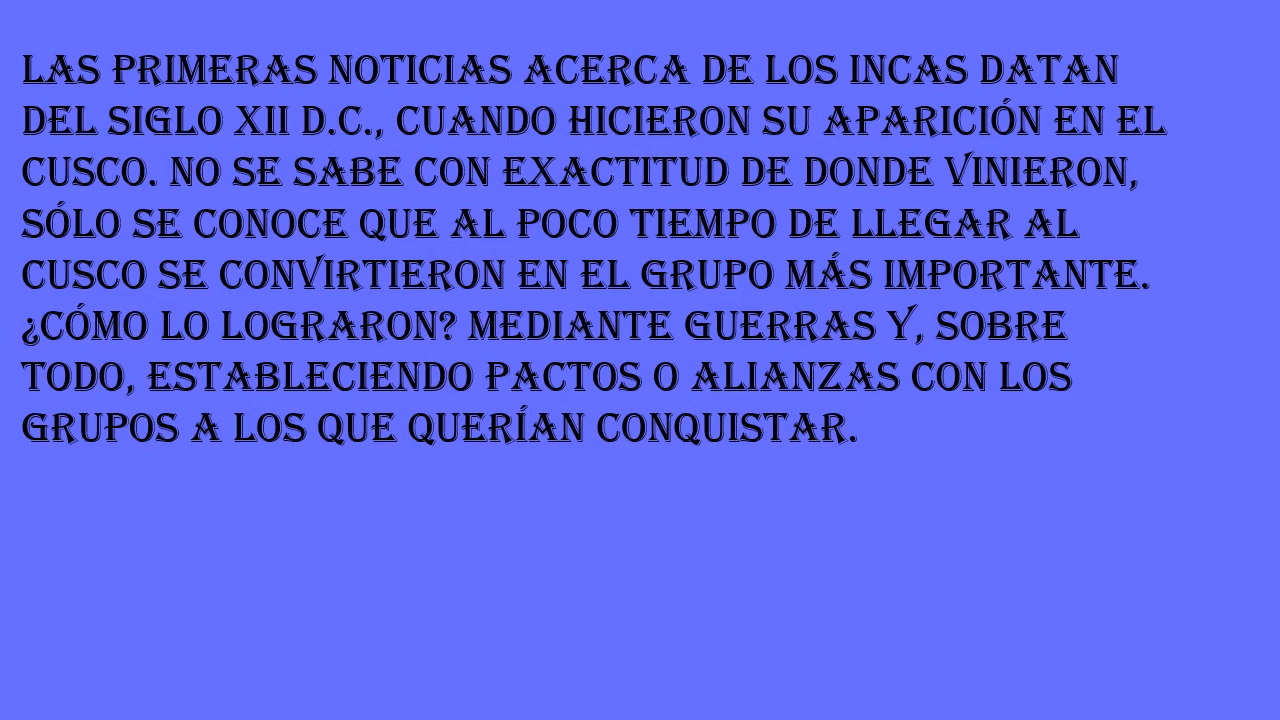 LAS PRIMERAS NOTICIAS ACERCA DE LOS INCAS DATAN
DEL SIGLO XII D.C., CUANDO HICIERON SU APARICIÓN EN EL
CUSCO. NO SE SABE CON EXACTITUD DE DONDE VINIERON,
SÓLO SE CONOCE QUE AL POCO TIEMPO DE LLEGAR AL
CUSCO SE CONVIRTIERON EN EL GRUPO MÁS IMPORTANTE.
¿CÓMO LO LOGRARON? MEDIANTE GUERRAS Y, SOBRE
TODO, ESTABLECIENDO PACTOS O ALIANZAS CON LOS
GRUPOS A LOS QUE QUERÍAN CONQUISTAR.